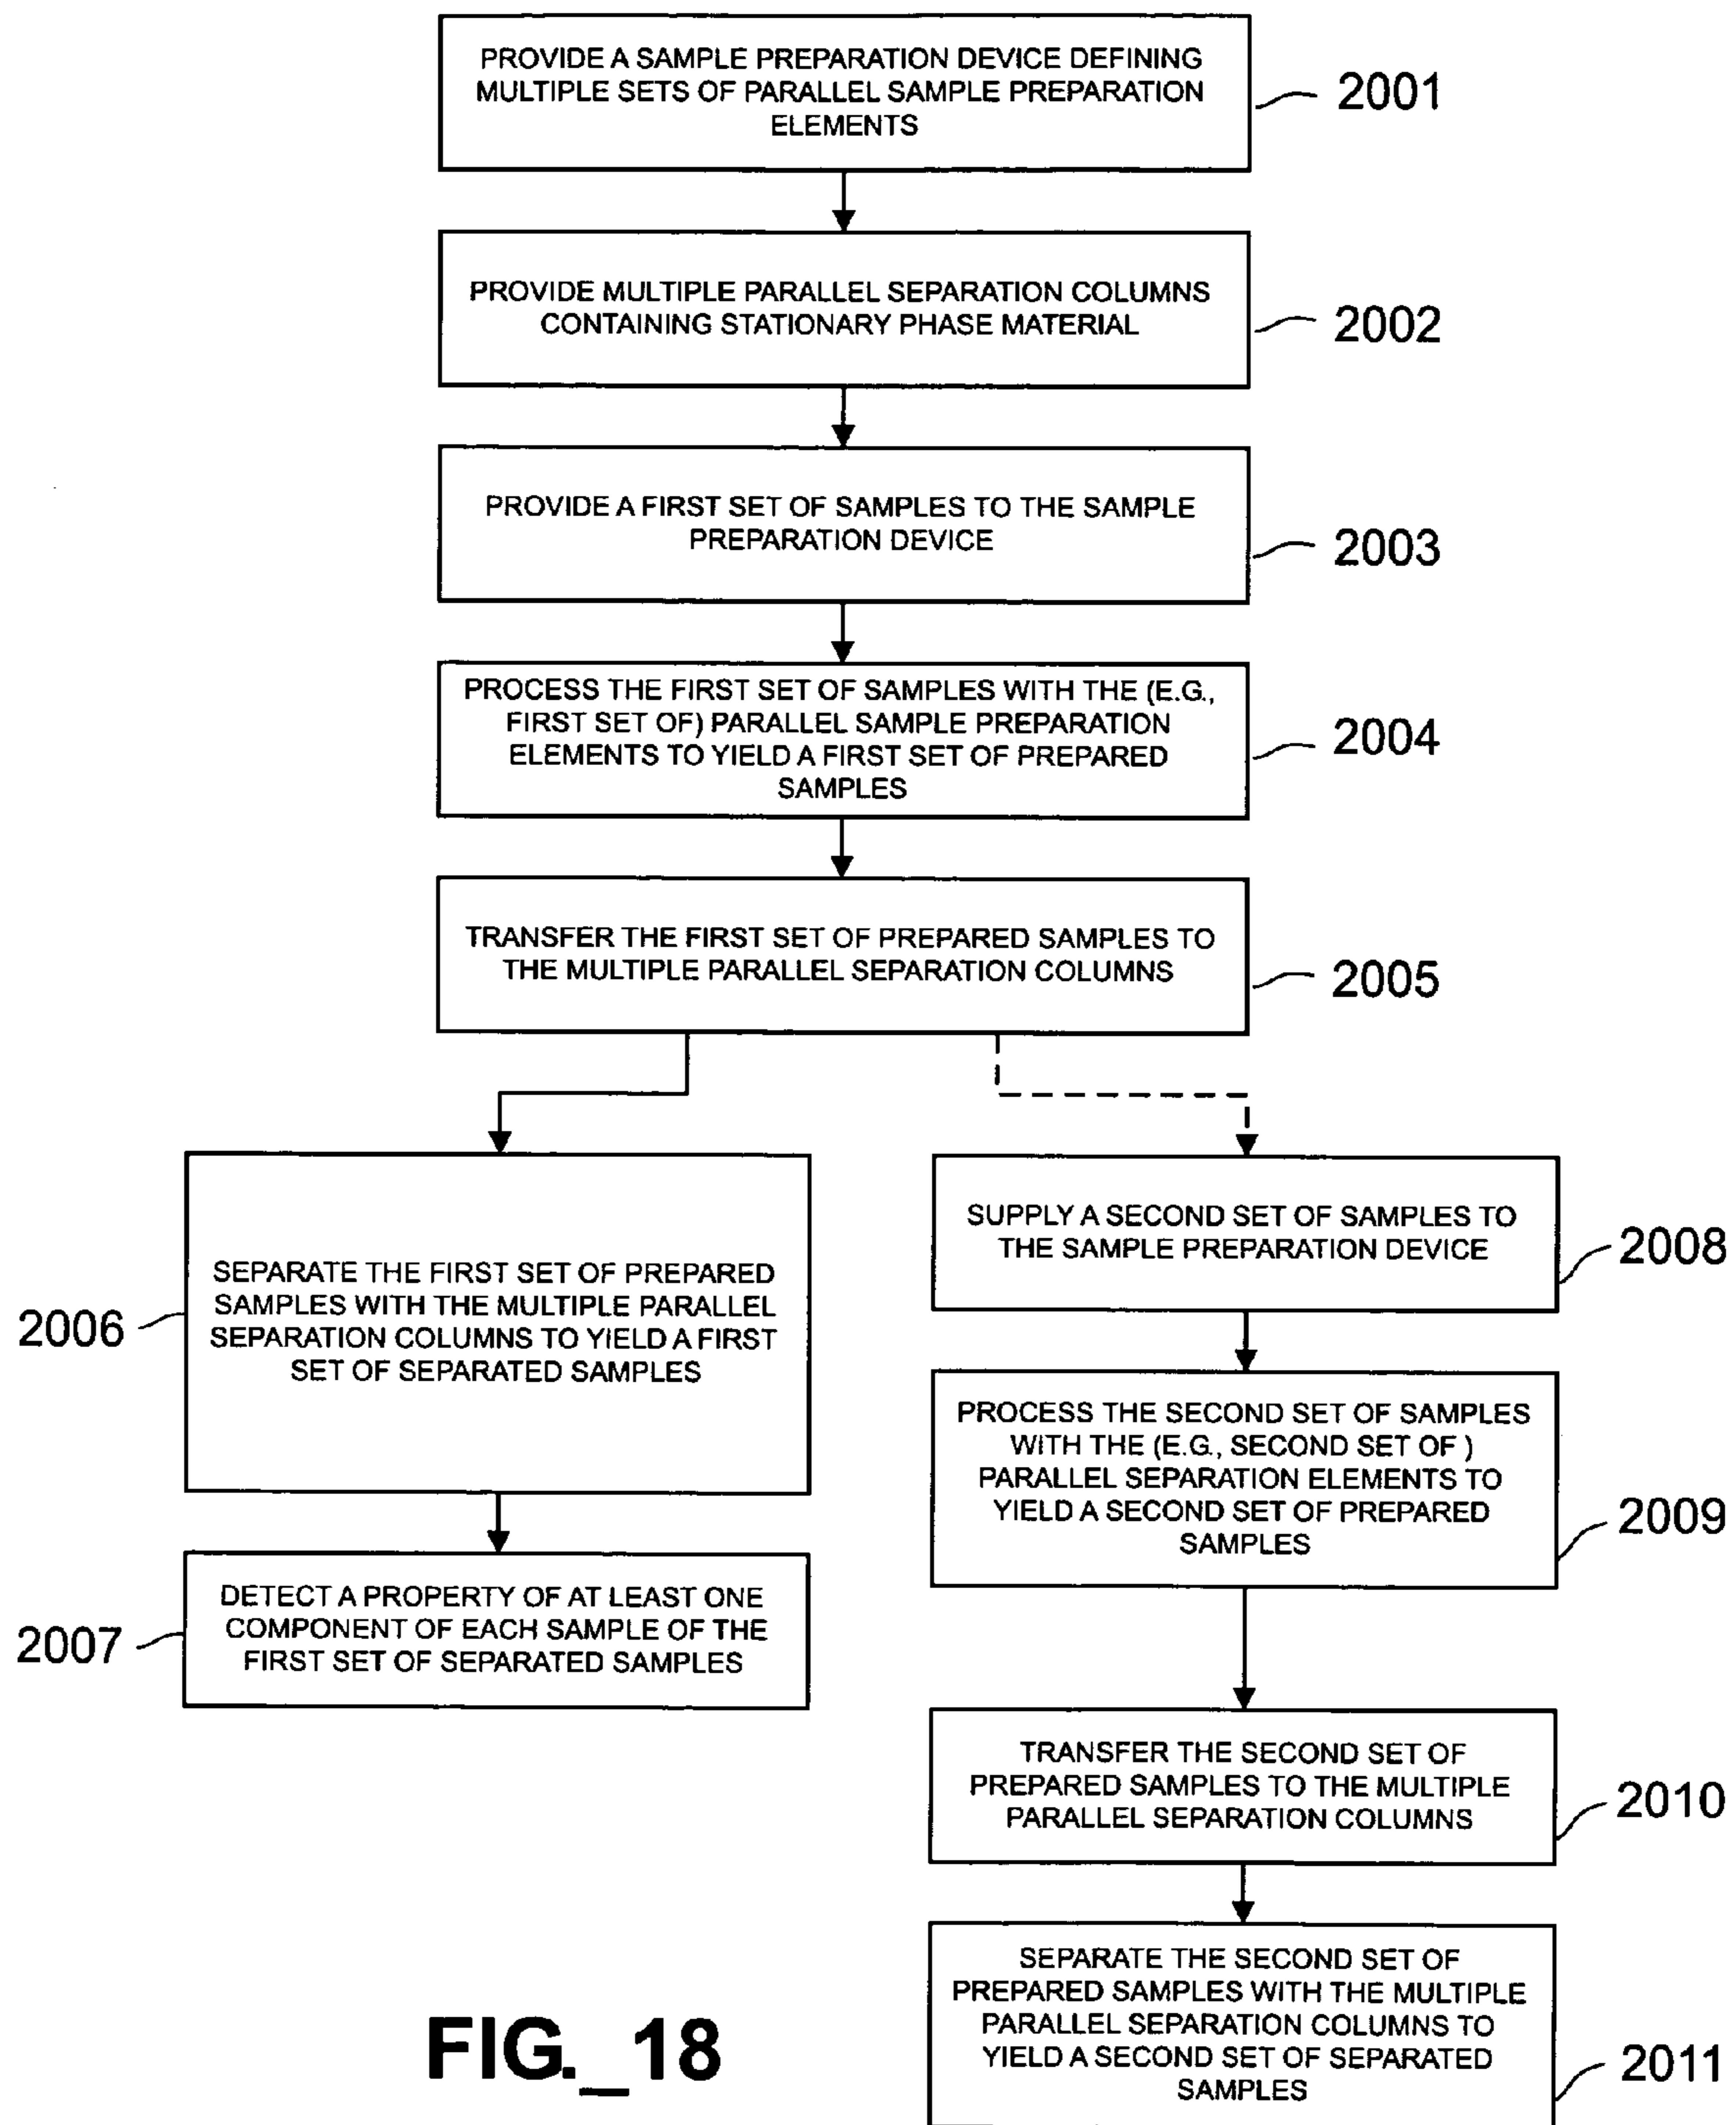 PROVIDE A SAMPLE PREPARATION DEVICE DEFINING
MULTIPLE SETS OF PARALLEL SAMPLE PREPARATION
ELEMENTS
2001
PROVIDE MULTIPLE PARALLEL SEPARATION COLUMNS
CONTAINING STATIONARY PHASE MATERIAL
2002
PROVIDE A FIRST SET OF SAMPLES TO THE SAMPLE
PREPARATION DEVICE
2003
PROCESS THE FIRST SET OF SAMPLES WITH THE (E.G.,
FIRST SET OF) PARALLEL SAMPLE PREPARATION
ELEMENTS TO YIELD A FIRST SET OF PREPARED
SAMPLES
2004
TRANSFER THE FIRST SET OF PREPARED SAMPLES TO
THE MULTIPLE PARALLEL SEPARATION COLUMNS
2005
SEPARATE THE FIRST SET OF PREPARED
SAMPLES WITH THE MULTIPLE PARALLEL
SEPARATION COLUMNS TO YIELD A FIRST
SET OF SEPARATED SAMPLES
2006
DETECT A PROPERTY OF AT LEAST ONE
COMPONENT OF EACH SAMPLE OF THE
FIRST SET OF SEPARATED SAMPLES
2007
SUPPLY A SECOND SET OF SAMPLES TO
THE SAMPLE PREPARATION DEVICE
2008
PROCESS THE SECOND SET OF SAMPLES
WITH THE (E.G., SECOND SET OF )
PARALLEL SEPARATION ELEMENTS TO
YIELD A SECOND SET OF PREPARED
SAMPLES
2009
TRANSFER THE SECOND SET OF
PREPARED SAMPLES TO THE MULTIPLE
PARALLEL SEPARATION COLUMNS
2010
SEPARATE THE SECOND SET OF
PREPARED SAMPLES WITH THE MULTIPLE
PARALLEL SEPARATION COLUMNS TO
YIELD A SECOND SET OF SEPARATED
SAMPLES
2011
FIG._18